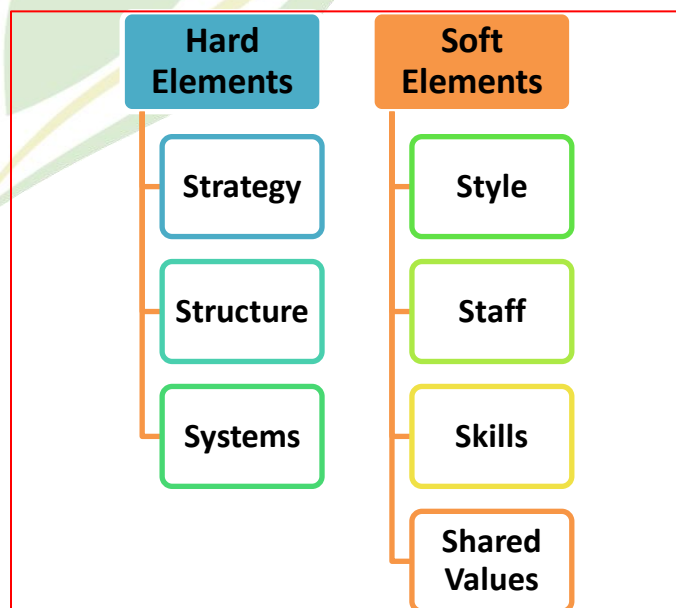 Hard
Elements
Strategy
Structure
Systems
Soft
Elements
Style
Staff
Skills
Shared
Values